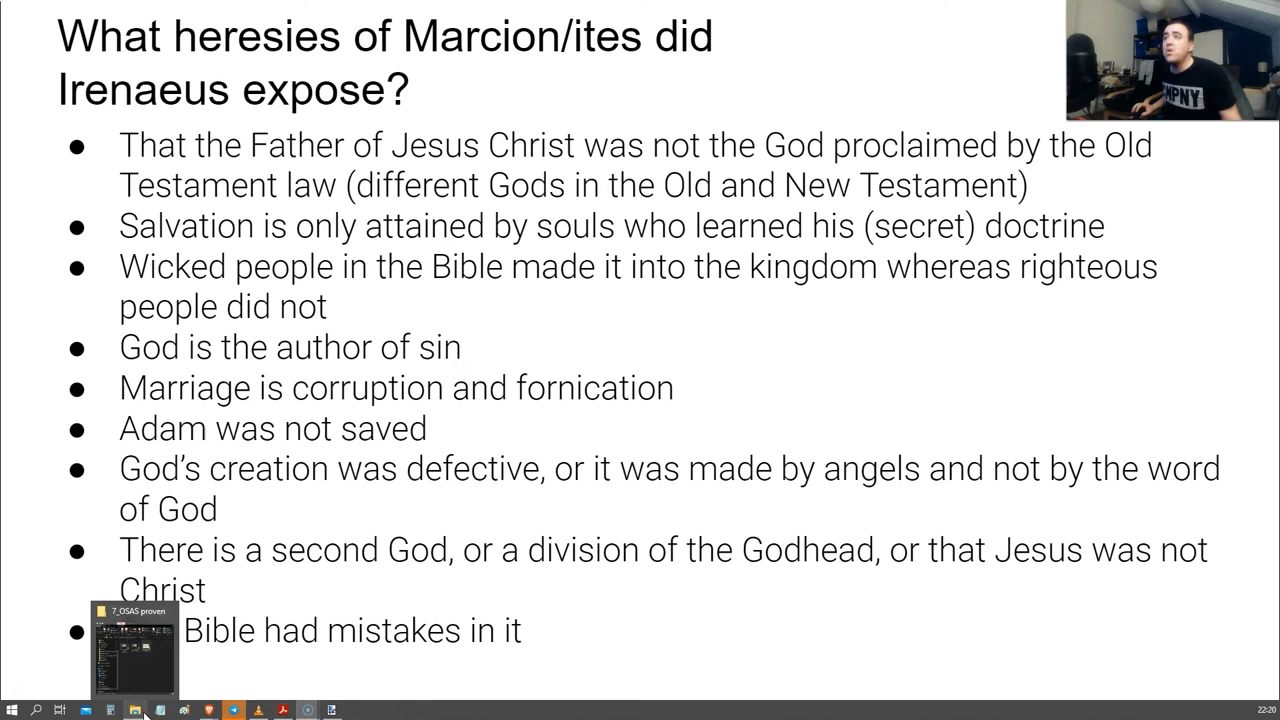 What heresies of Marcion/ites did
Irenaeus expose?
● That the Father of Jesus Christ was not the God proclaimed by the Old
Testament law (different Gods in the Old and New Testament)
● Salvation is only attained by souls who learned his (secret) doctrine
● Wicked people in the Bible made it into the kingdom whereas righteous
people did not
● God is the author of sin
● Marriage is corruption and fornication
● Adam was not saved
● God’s creation was defective, or it was made by angels and not by the word
of God
● There is a second God, or a division of the Godhead, or that Jesus was not
Christ
● Bible had mistakes in it
7_OSAS proven
22:20